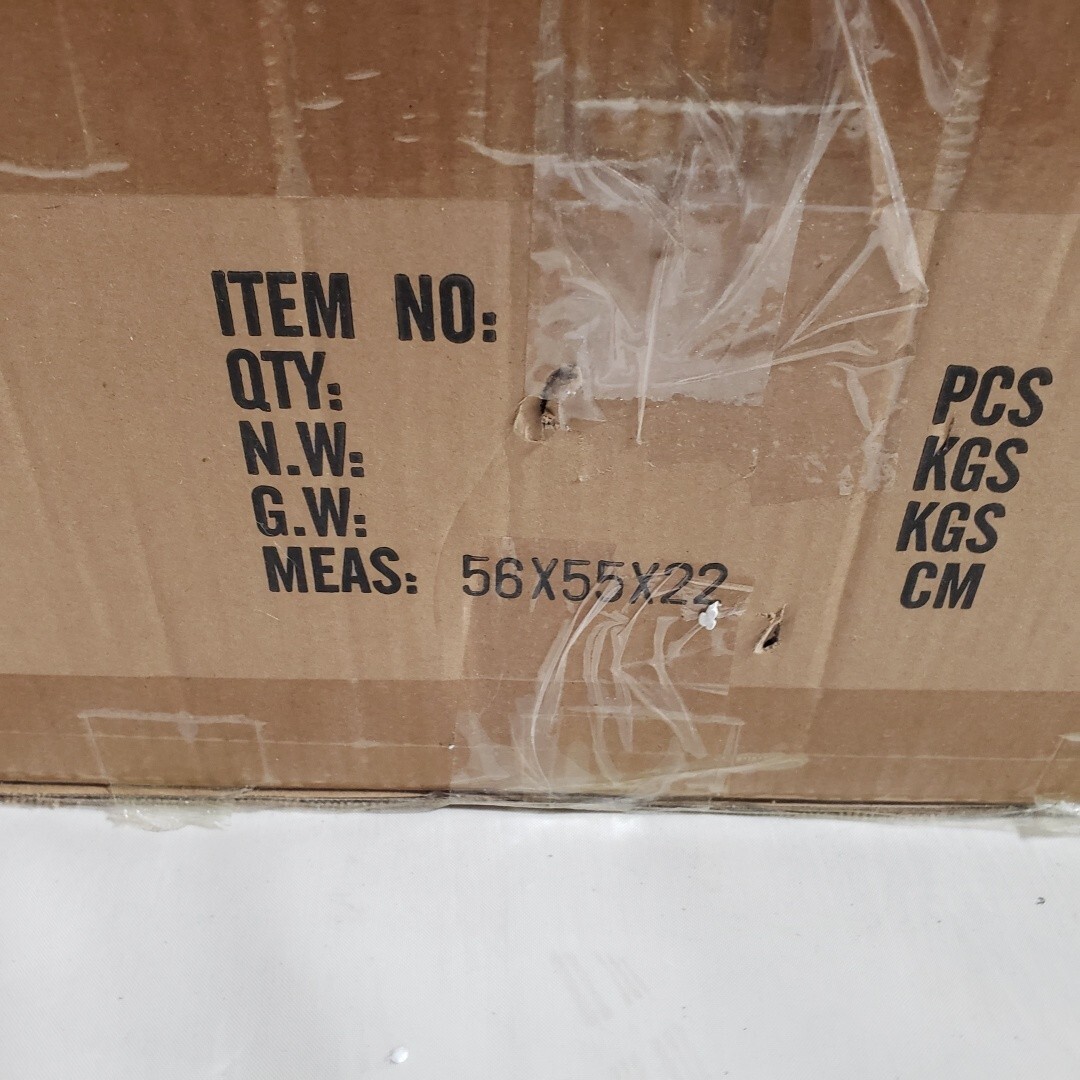 ITEM NO:
QTY: PCS
N.W: KGS
G.W: KGS
MEAS: 56X55X22 CM